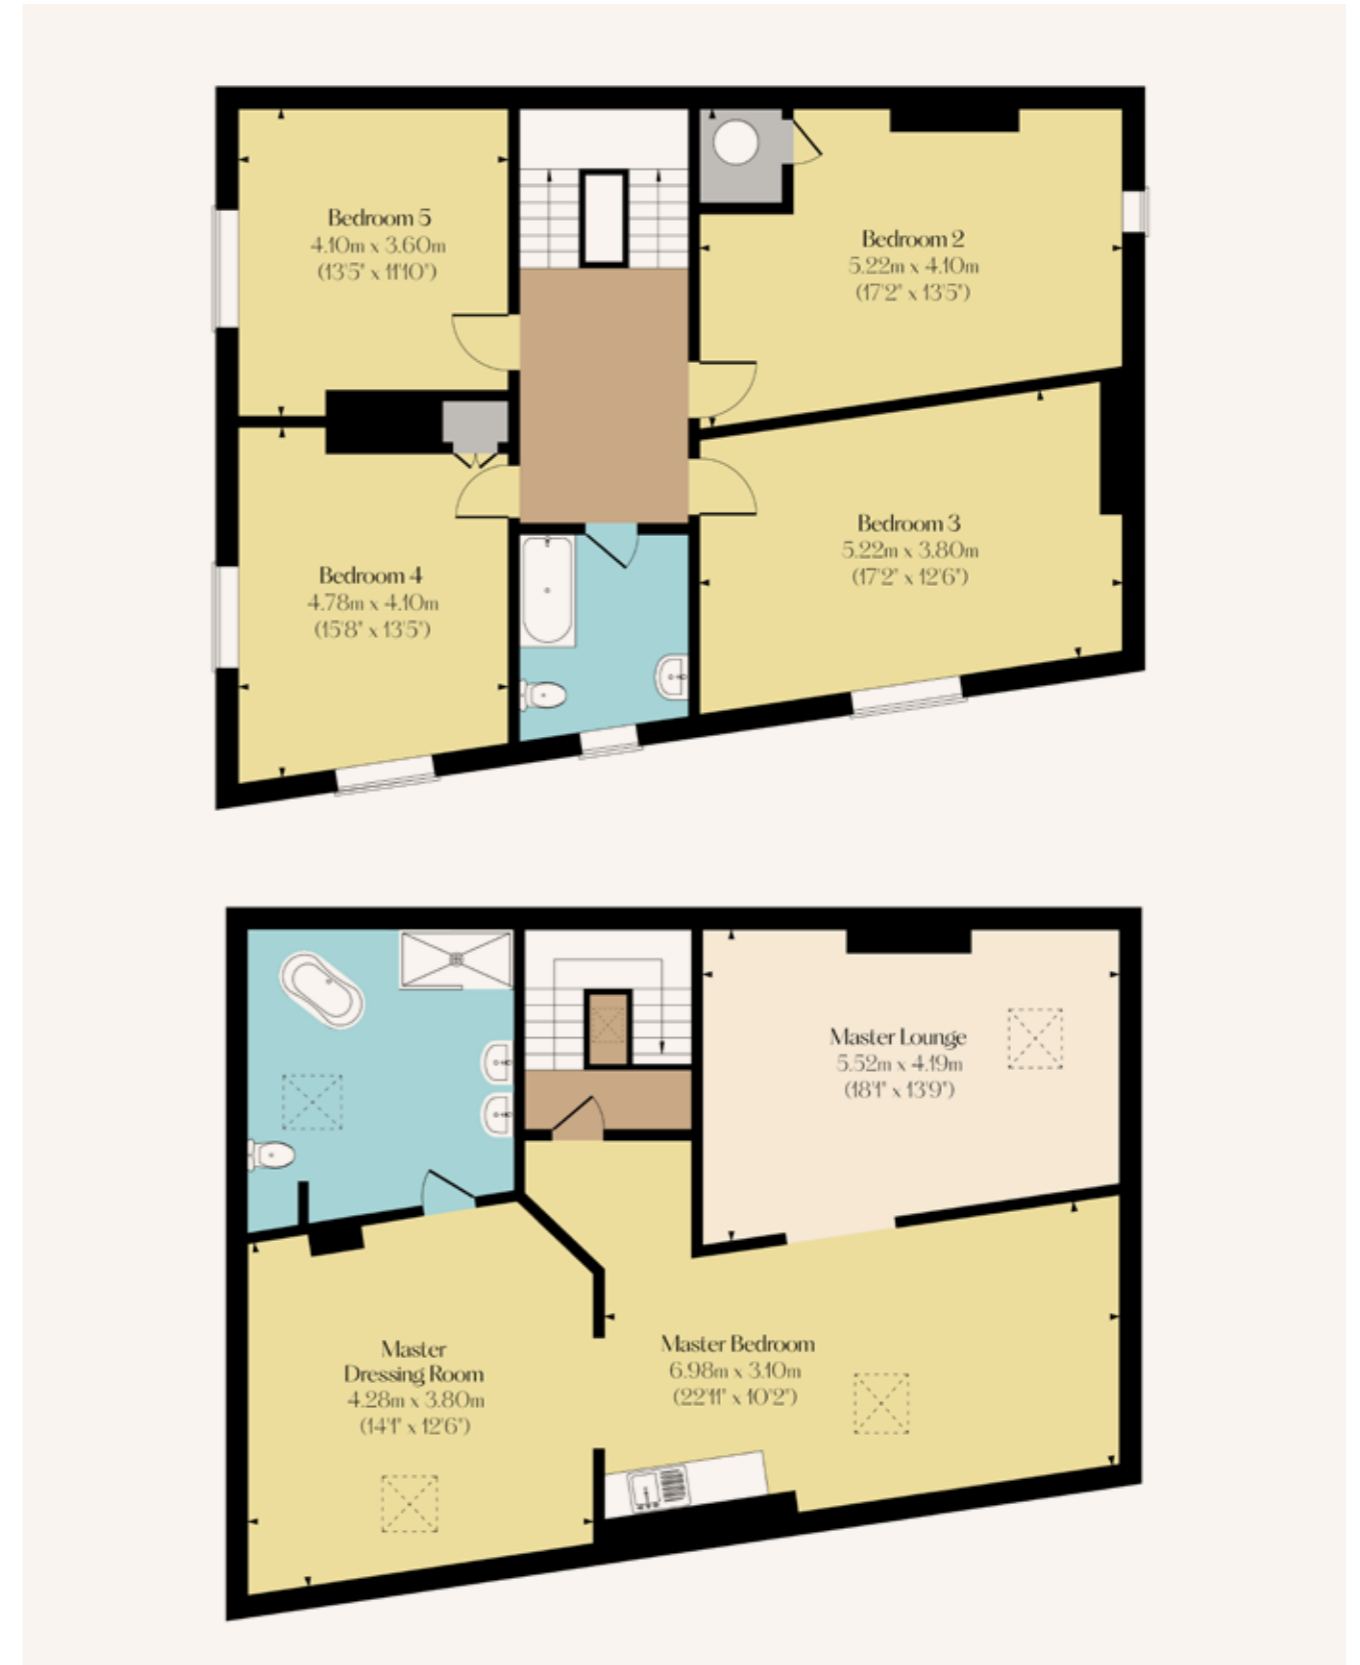 Bedroom 5
4.10m x 3.60m
(13'5" x 11'10")
Bedroom 2
5.22m x 4.10m
(17'2" x 13'5")
Bedroom 3
5.22m x 3.80m
(17'2" x 12'6")
Bedroom 4
4.78m x 4.10m
(15'8" x 13'5")
Master Lounge
5.52m x 4.19m
(18'1" x 13'9")
Master
Dressing Room
4.28m x 3.80m
(14'1" x 12'6")
Master Bedroom
6.98m x 3.10m
(22'11" x 10'2")